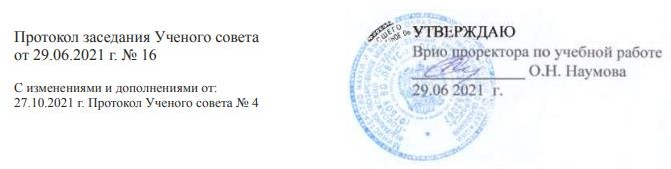 Протокол заседания Ученого совета
от 29.06.2021 г. № 16
С изменениями и дополнениями от:
27.10.2021 г. Протокол Ученого совета № 4
УТВЕРЖДАЮ
Врио проректора по учебной работе
О.Н. Наумова
29.06 2021 г.